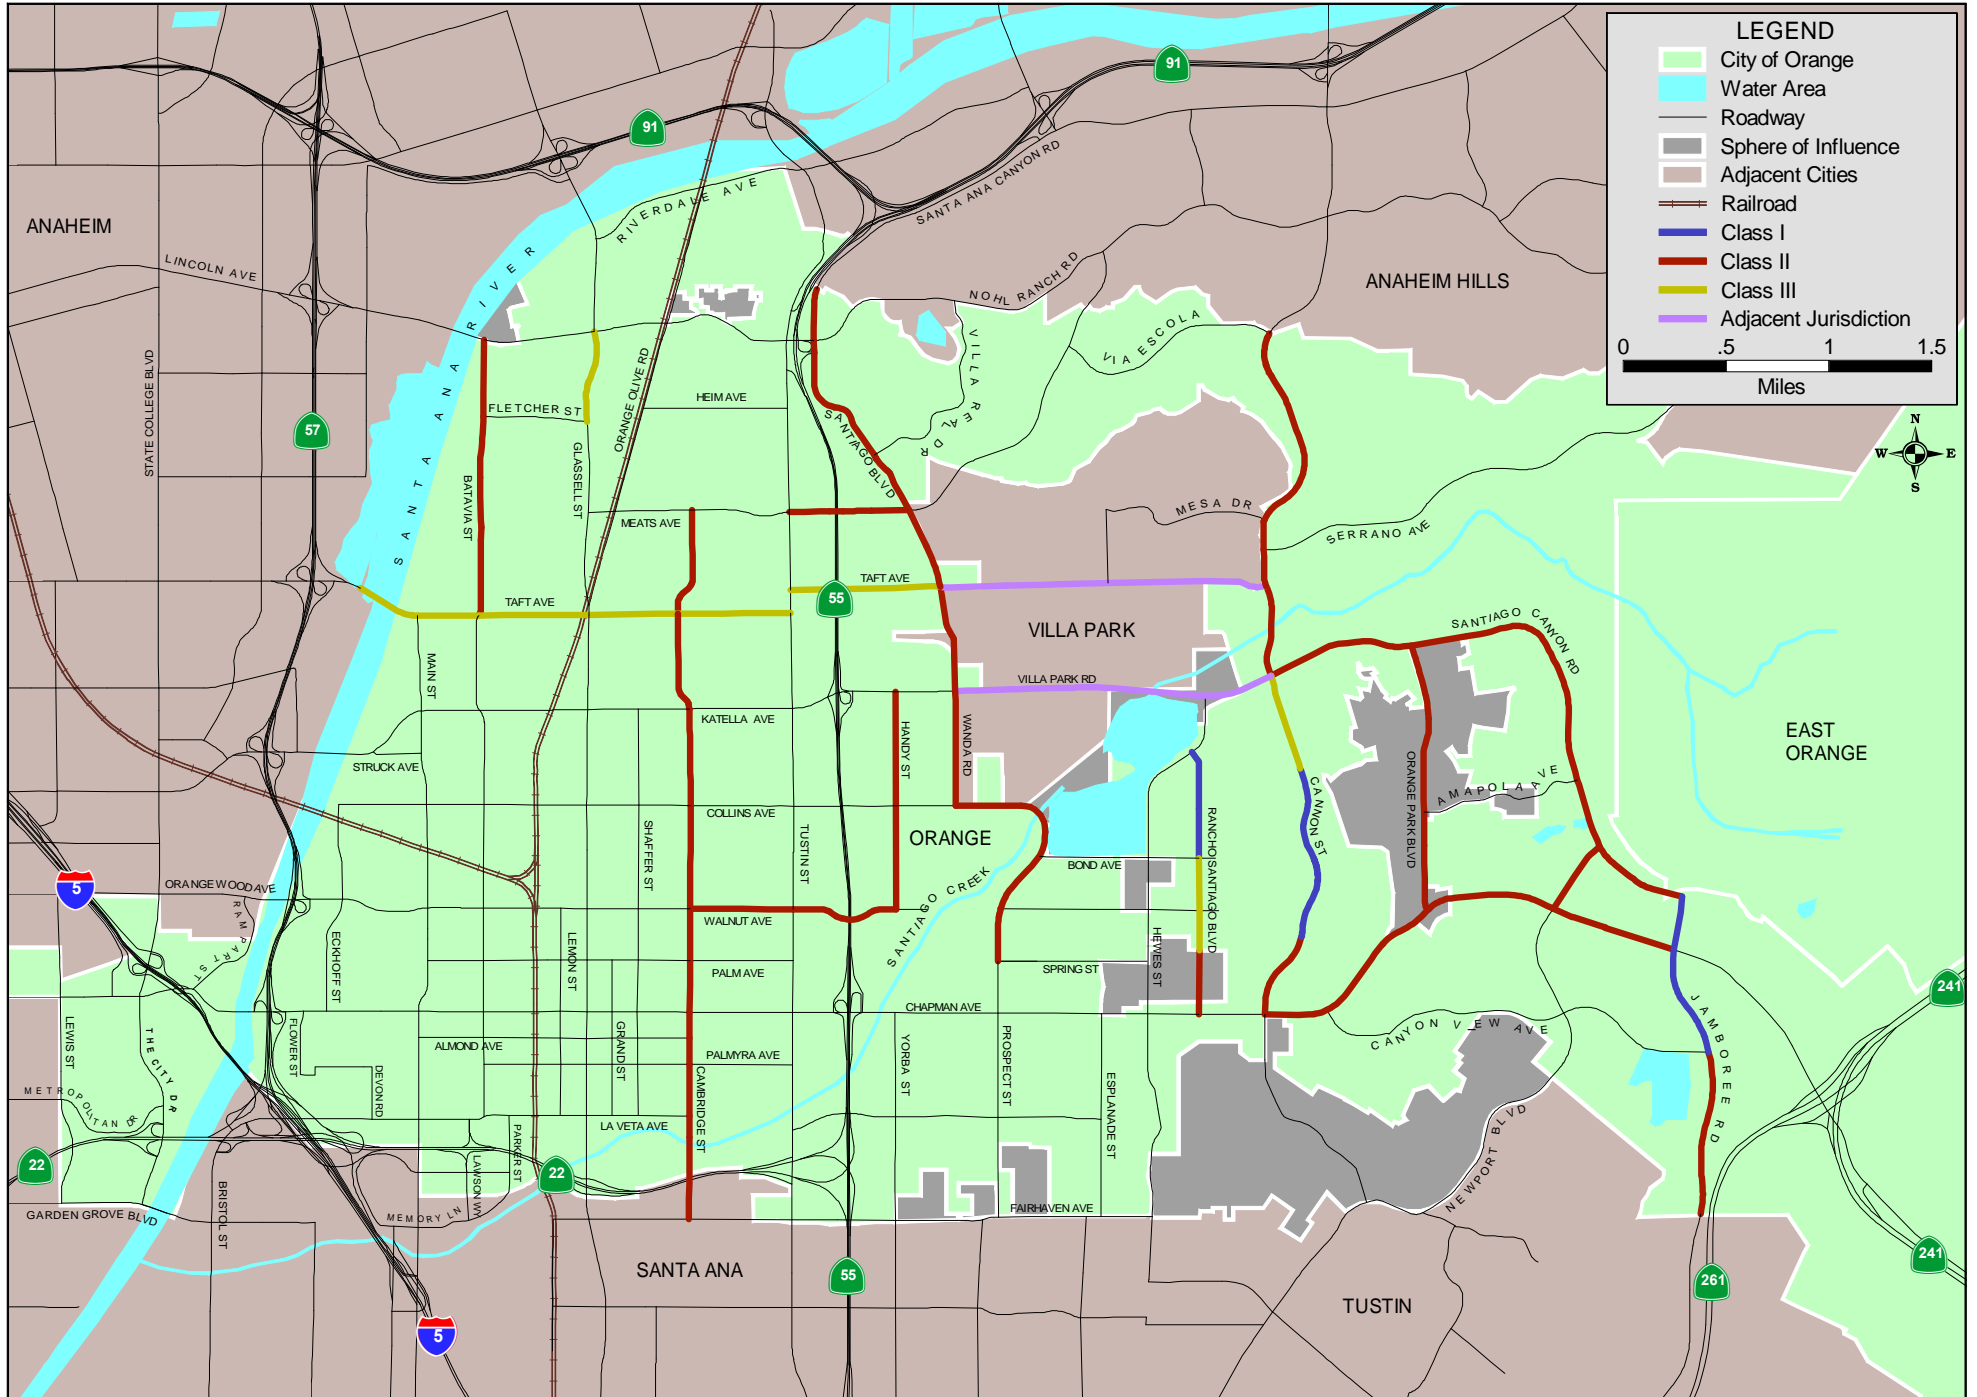 LEGEND
City of Orange
Water Area
Roadway
Sphere of Influence
Adjacent Cities
Railroad
Class I
Class II
Class III
Adjacent Jurisdiction
0 .5 1 1.5
Miles
N
W E
S
91
91
ANAHEIM
LINCOLN AVE
SANTA ANA RIVER
RIVERDALE AVE
SANTA ANA CANYON RD
NOHL RANCH RD
ANAHEIM HILLS
VIA ESCOLA
VILLA REAL DR
STATE COLLEGE BLVD
57
ORANGE OLIVE RD
HEIM AVE
FLETCHER ST
GLASSELL ST
BATAVIA ST
SANTIAGO BLVD
MEATS AVE
MESA DR
SERRANO AVE
TAFT AVE
TAFT AVE
55
VILLA PARK
SANTIAGO CANYON RD
MAIN ST
VILLA PARK RD
KATELLA AVE
HANDY ST
WANDA RD
EAST
ORANGE
STRUCK AVE
ORANGE PARK BLVD
AMAPOLA AVE
CANNON ST
COLLINS AVE
SHAFFER ST
TUSTIN ST
ORANGE
RANCHO SANTIAGO BLVD
BOND AVE
SANTIAGO CREEK
5
ORANGEWOOD AVE
RAMPART ST
WALNUT AVE
ECKHOFF ST
LEMON ST
HEWES ST
PALM AVE
SPRING ST
CHAPMAN AVE
241
JAMBOREE RD
CANYON VIEW AVE
LEWIS ST
THE CITY DR
FLOWER ST
ALMOND AVE
GRAND ST
PALMYRA AVE
YORBA ST
PROSPECT ST
ESPLANADE ST
METROPOLITAN DR
DEVON RD
CAMBRIDGE ST
LA VETA AVE
PARKER ST
NEWPORT BLVD
22
22
LAWSON WY
BRISTOL ST
MEMORY LN
GARDEN GROVE BLVD
FAIRHAVEN AVE
SANTA ANA
55
241
261
TUSTIN
5